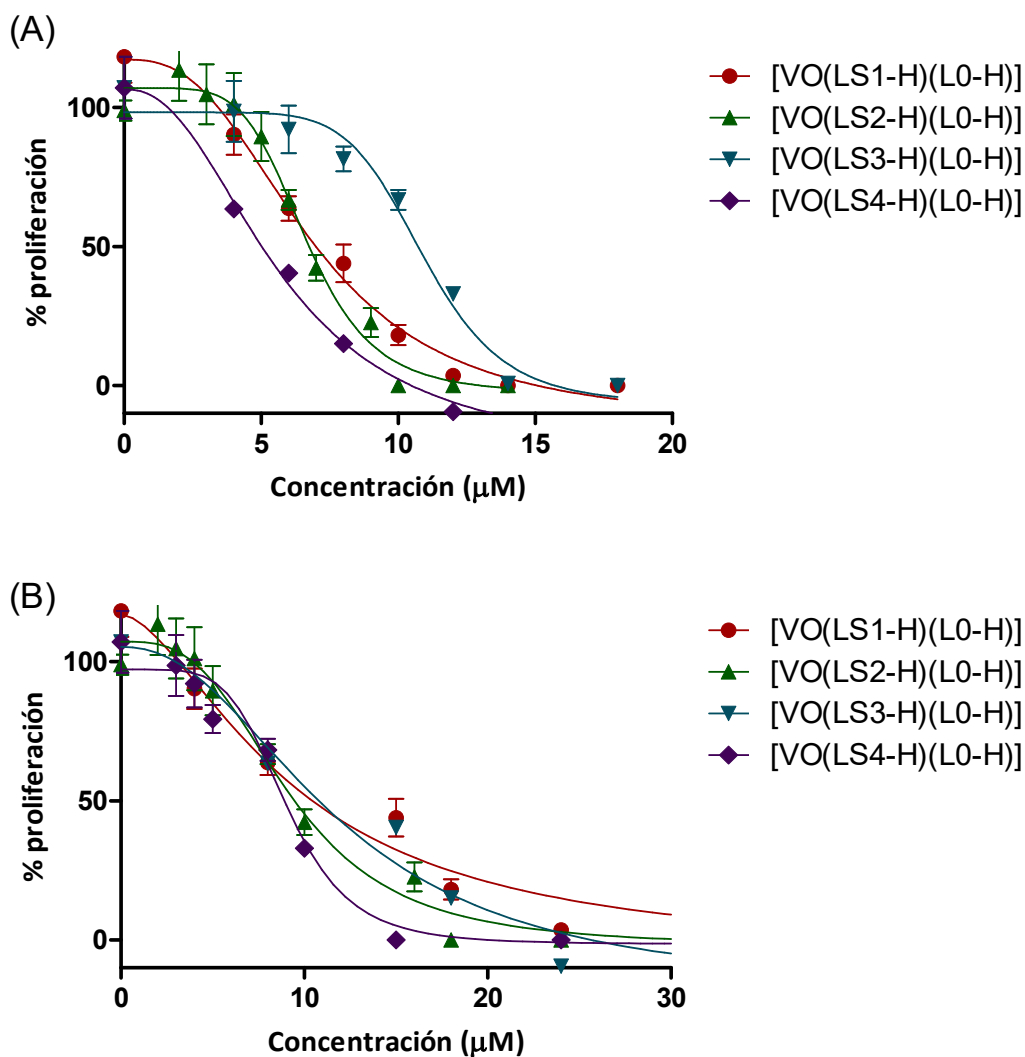 (A)
100
50
0
% proliferación
0 5 10 15 20
Concentración (μM)
[VO(LS1-H)(L0-H)]
[VO(LS2-H)(L0-H)]
[VO(LS3-H)(L0-H)]
[VO(LS4-H)(L0-H)]
(B)
100
50
0
% proliferación
0 10 20 30
Concentración (μM)
[VO(LS1-H)(L0-H)]
[VO(LS2-H)(L0-H)]
[VO(LS3-H)(L0-H)]
[VO(LS4-H)(L0-H)]